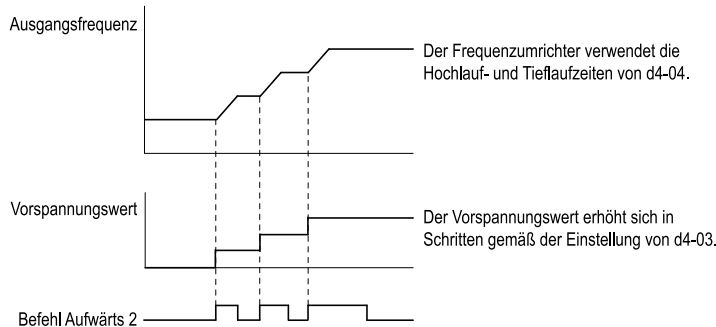 Ausgangsfrequenz
Der Frequenzumrichter verwendet die
Hochlauf- und Tieflaufzeiten von d4-04.
Vorspannungswert
Der Vorspannungswert erhöht sich in
Schritten gemäß der Einstellung von d4-03.
Befehl Aufwärts 2